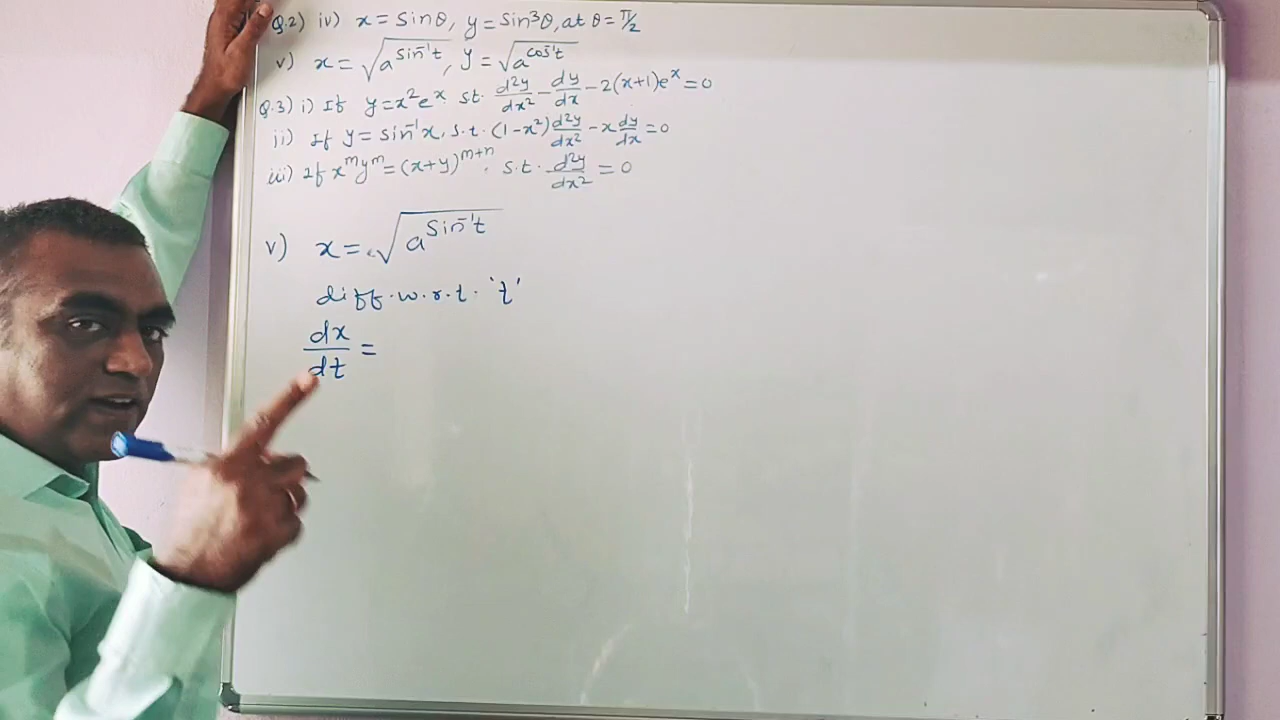 Q.2) iv) x = sinθ, y = sin³θ, at θ = π/2
v) x = √(a^(sin⁻¹t)), y = √(a^(cos⁻¹t))
Q.3) i) If y = x²eˣ. s.t. d²y/dx² - dy/dx - 2(x+1)eˣ = 0
ii) If y = sin⁻¹x, s.t. (1-x²) d²y/dx² - x dy/dx = 0
iii) If x^m y^m = (x+y)^(m+n). s.t. d²y/dx² = 0
v) x = √(a^(sin⁻¹t))
diff. w.r.t. 't'
dx/dt =